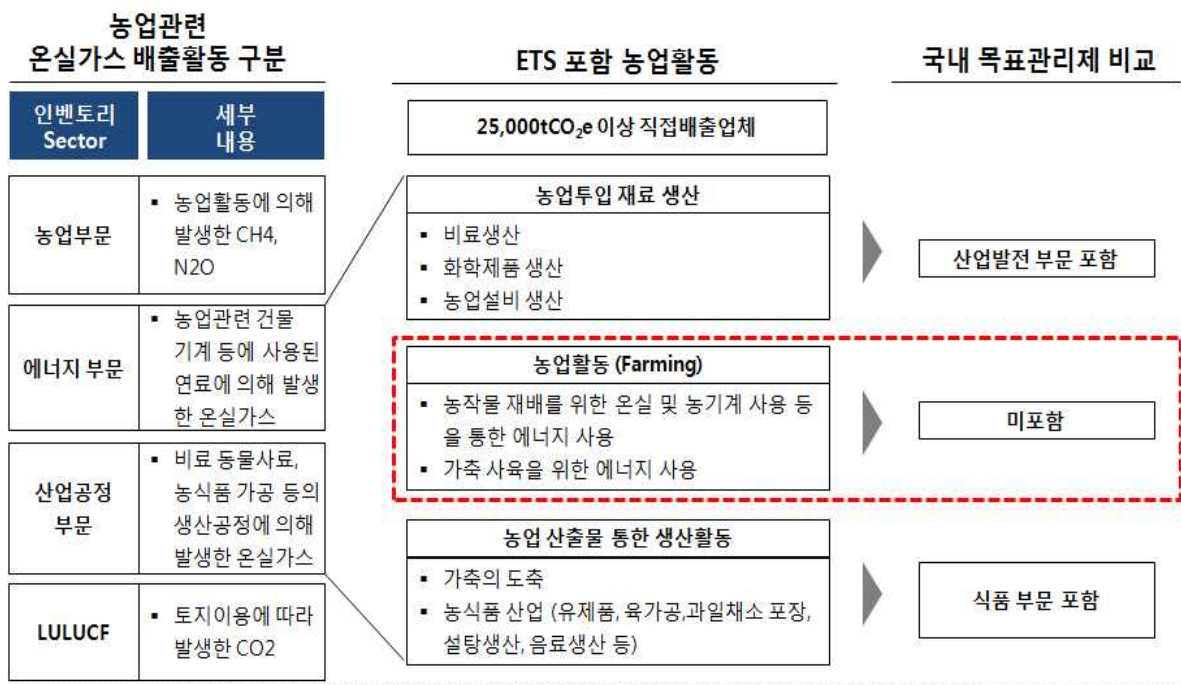 농업관련
온실가스 배출활동 구분
ETS 포함 농업활동
국내 목표관리제 비교
인벤토리
Sector
세부
내용
25,000tCO₂e 이상 직접배출업체
농업부문
▪ 농업활동에 의해
발생한 CH4,
N2O
에너지 부문
▪ 농업관련 건물
기계 등에 사용된
연료에 의해 발생
한 온실가스
산업공정
부문
▪ 비료 동물사료,
농식품 가공 등의
생산공정에 의해
발생한 온실가스
LULUCF
▪ 토지이용에 따라
발생한 CO2
농업투입 재료 생산
▪ 비료생산
▪ 화학제품 생산
▪ 농업설비 생산
산업발전 부문 포함
농업활동 (Farming)
▪ 농작물 재배를 위한 온실 및 농기계 사용 등
을 통한 에너지 사용
▪ 가축 사육을 위한 에너지 사용
미포함
농업 산출물 통한 생산활동
▪ 가축의 도축
▪ 농식품 산업 (유제품, 육가공,과일채소 포장,
설탕생산, 음료생산 등)
식품 부문 포함